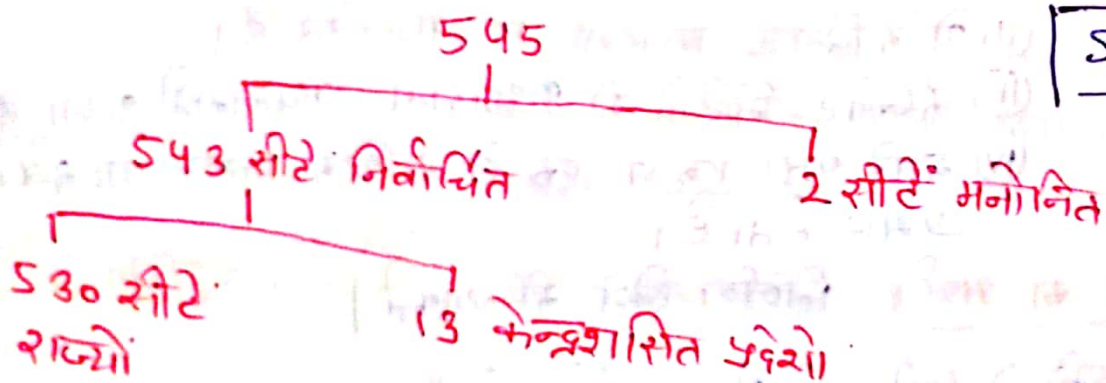 545
543 सीटे निर्वाचित
2 सीटें मनोनित
530 सीटे
राज्यों
13 केन्द्रशासित प्रदेशो